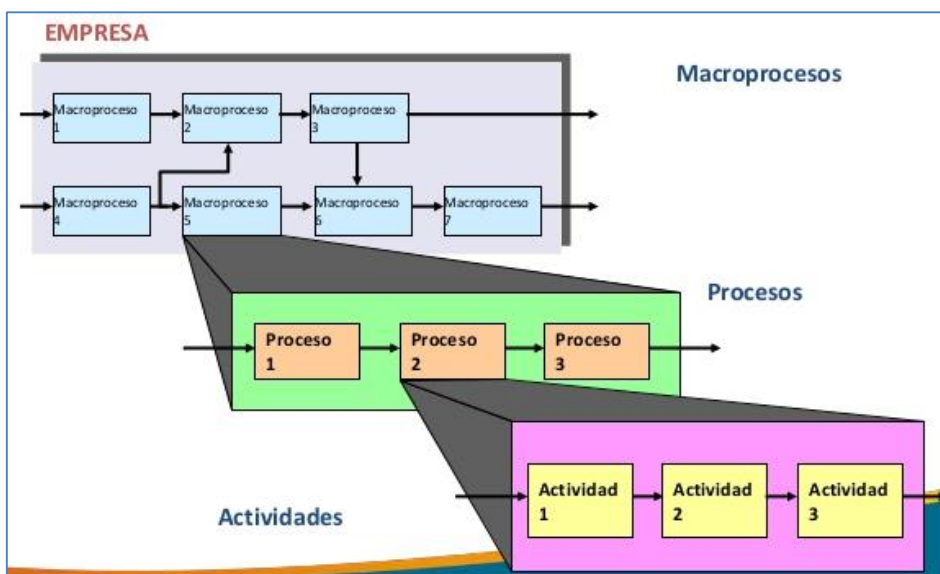 EMPRESA
Macroprocesos
Macroproceso
1
Macroproceso
2
Macroproceso
3
Macroproceso
4
Macroproceso
5
Macroproceso
6
Macroproceso
7
Procesos
Proceso
1
Proceso
2
Proceso
3
Actividades
Actividad
1
Actividad
2
Actividad
3